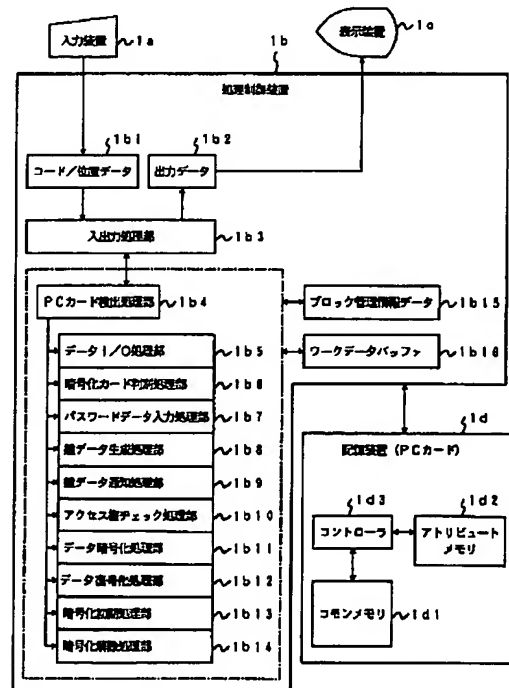 入力装置
1a
1b
表示装置
1c
処理制御装置
1b1
1b2
コード/位置データ
出力データ
入出力処理部
1b3
PCカード検出処理部
1b4
データI/O処理部
1b5
暗号化カード判別処理部
1b6
パスワードデータ入力処理部
1b7
鍵データ生成処理部
1b8
鍵データ通知処理部
1b9
アクセス権チェック処理部
1b10
データ暗号化処理部
1b11
データ復号化処理部
1b12
暗号化初期処理部
1b13
暗号化解除処理部
1b14
ブロック管理情報データ
1b15
ワークデータバッファ
1b16
1d
記憶装置(PCカード)
1d3
1d2
コントローラ
アトリビュート
メモリ
コモンメモリ
1d1